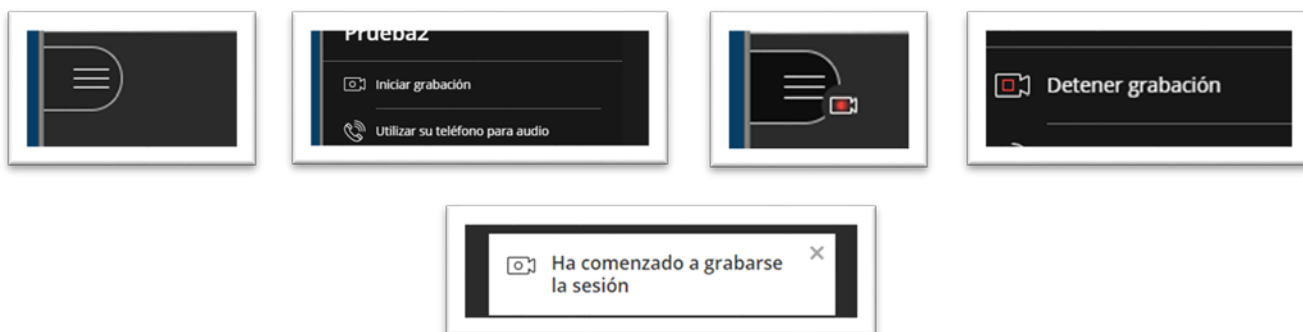 Prueba2
Iniciar grabación
Utilizar su teléfono para audio
Detener grabación
Ha comenzado a grabarse
la sesión